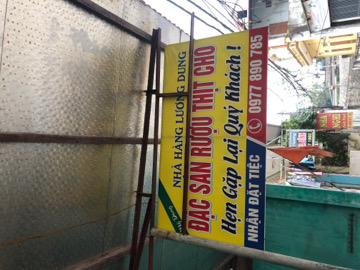 NHÀ HÀNG LƯƠNG DUNG
ĐẶC SẢN RƯỢU THỊT CHÓ
Hẹn Gặp Lại Quý Khách !
NHẬN ĐẶT TIỆC
0977 890 785